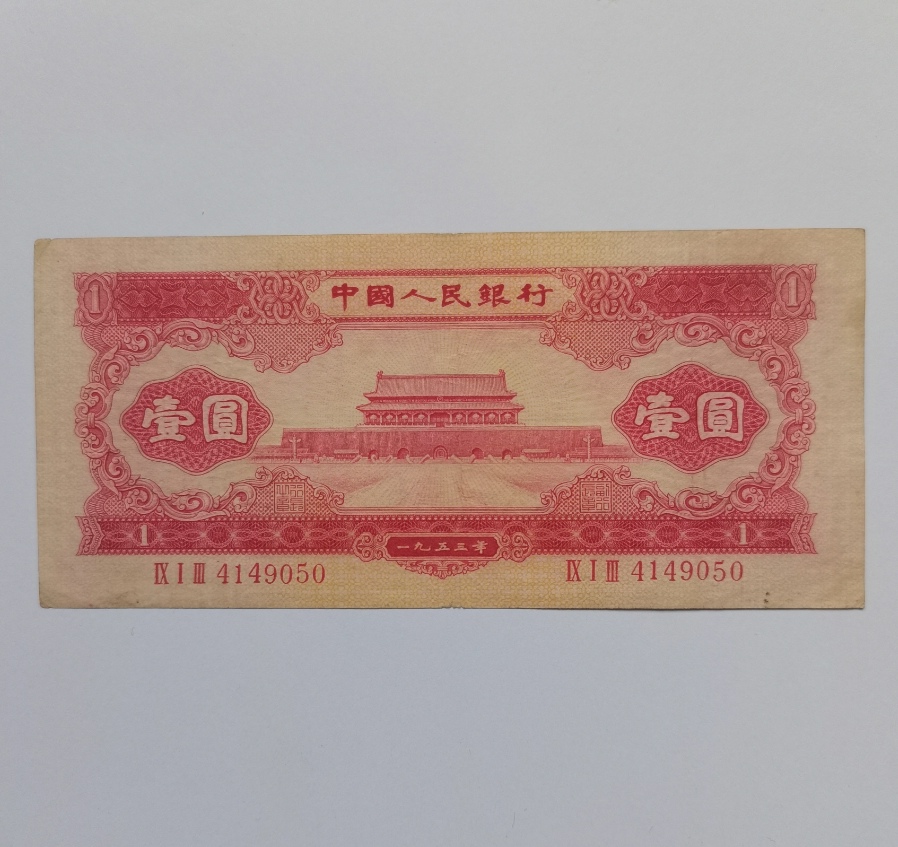 1 中國人民銀行 1
壹圓 壹圓
1 一九五三年 1
IX I III 4149050 IX I III 4149050